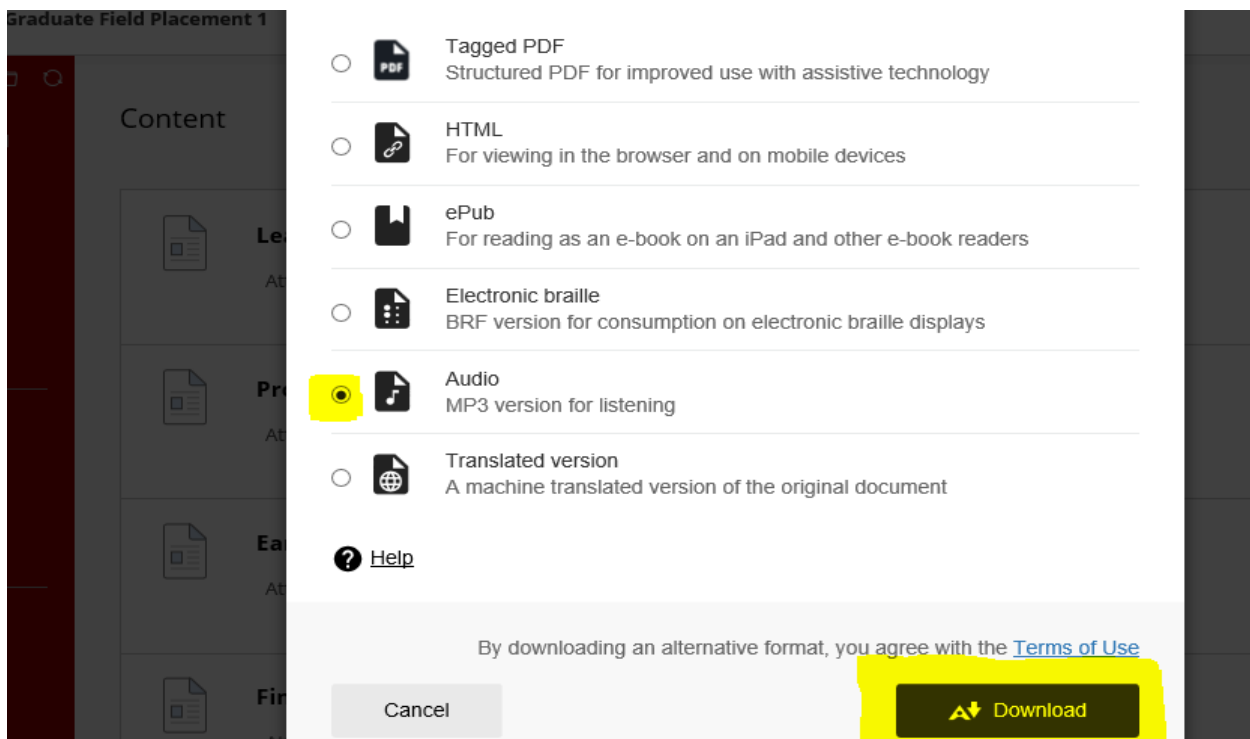 Graduate Field Placement 1
Content
Tagged PDF
Structured PDF for improved use with assistive technology
HTML
For viewing in the browser and on mobile devices
ePub
For reading as an e-book on an iPad and other e-book readers
Electronic braille
BRF version for consumption on electronic braille displays
Audio
MP3 version for listening
Translated version
A machine translated version of the original document
Help
By downloading an alternative format, you agree with the Terms of Use
Cancel
Download
PDF